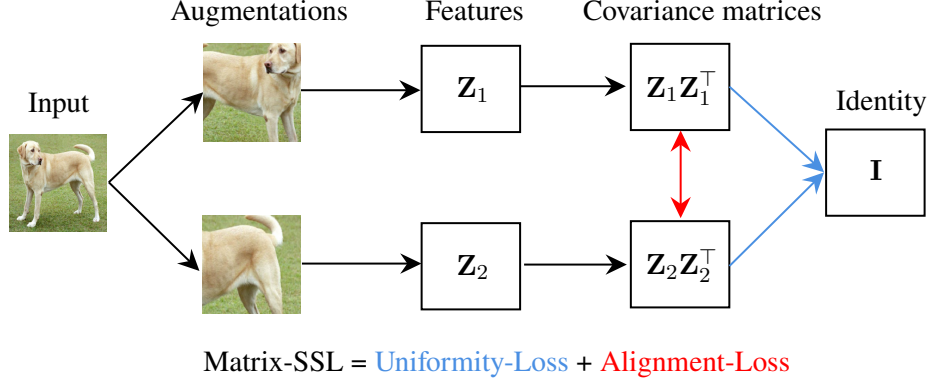 Augmentations Features Covariance matrices
Input Identity
Z₁ Z₁Z₁⊤
I
Z₂ Z₂Z₂⊤
Matrix-SSL = Uniformity-Loss + Alignment-Loss